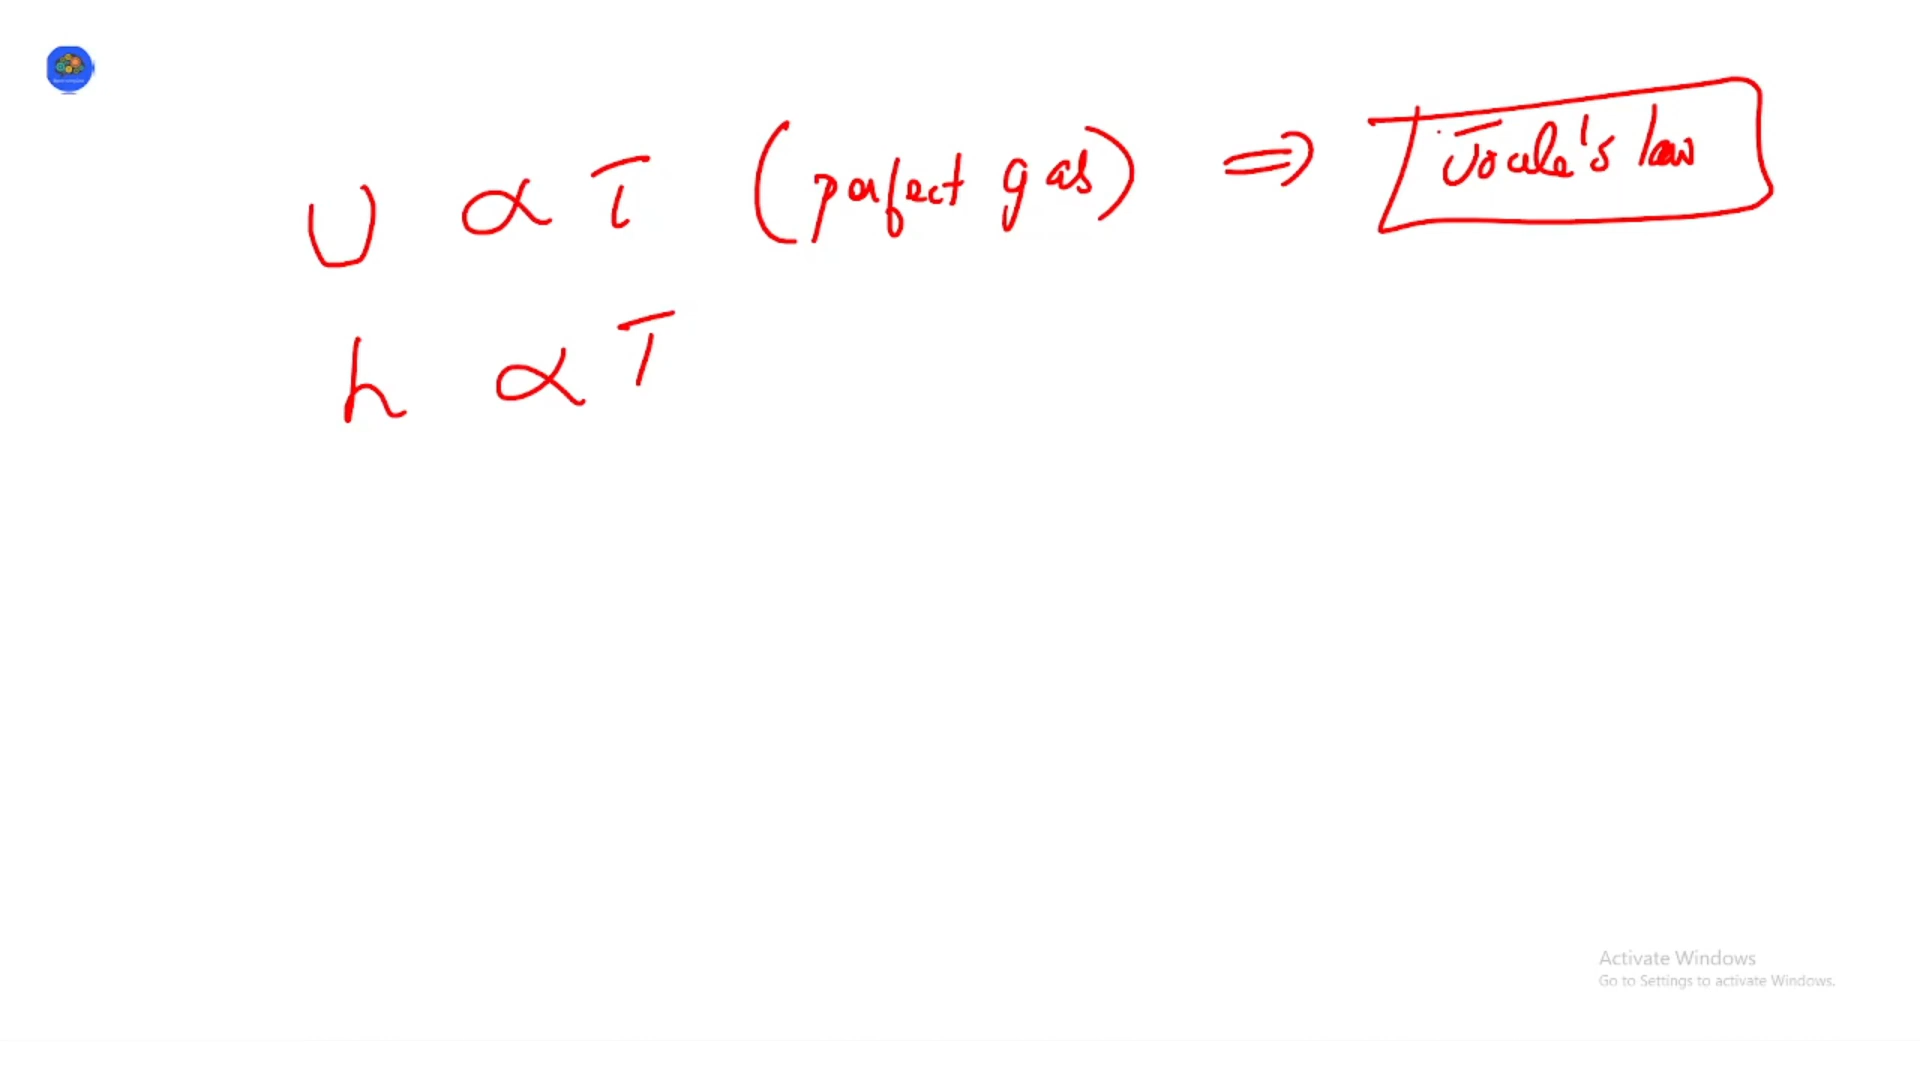 U ∝ T (perfect gas) ⇒ Joule's law
h ∝ T
Activate Windows
Go to Settings to activate Windows.